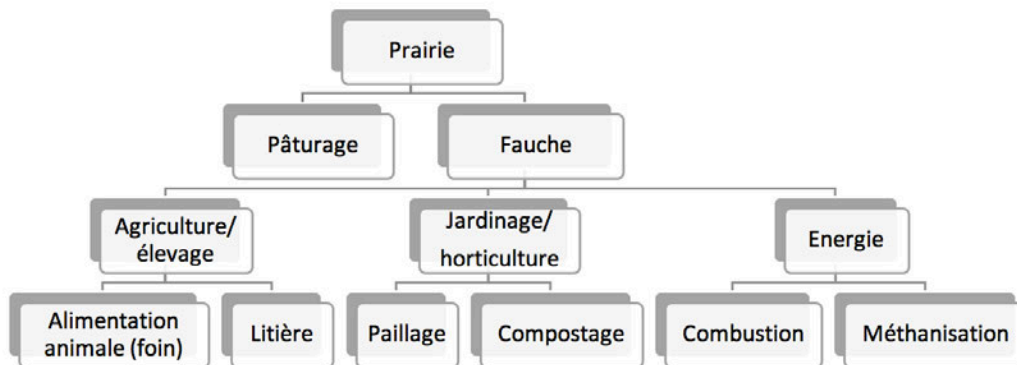 Prairie
Pâturage
Fauche
Agriculture/
élevage
Jardinage/
horticulture
Energie
Alimentation
animale (foin)
Litière
Paillage
Compostage
Combustion
Méthanisation